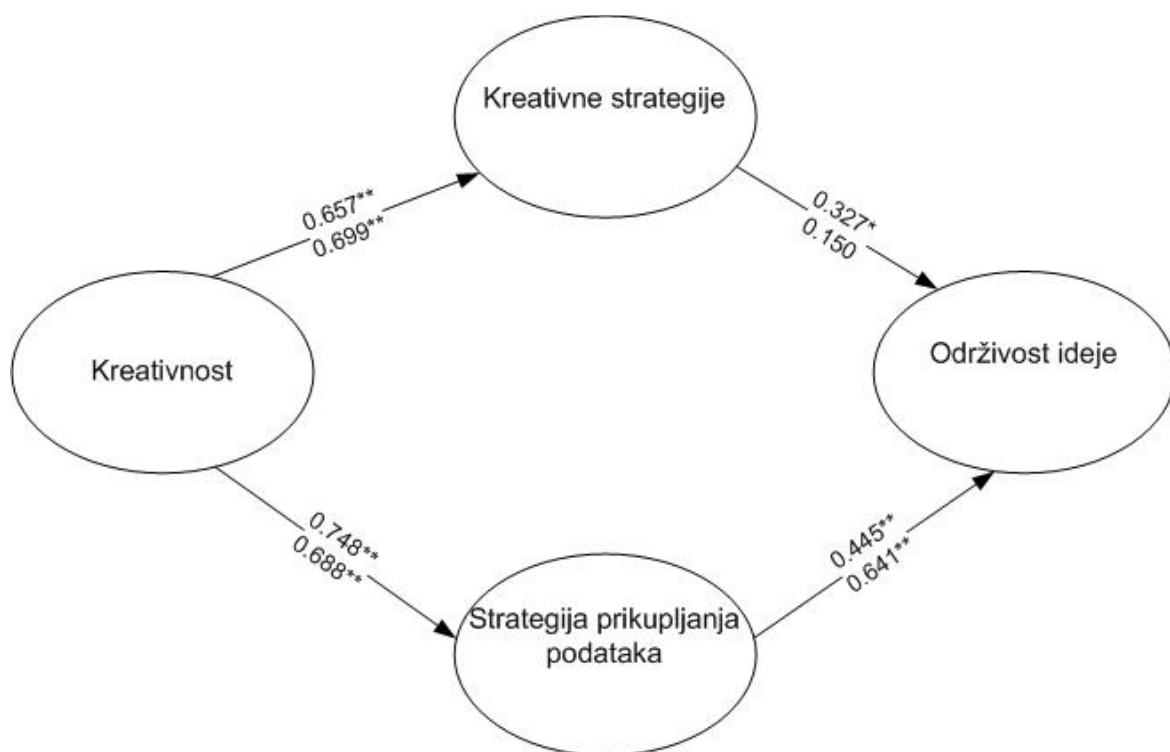 Kreativne strategije
0.657**
0.699**
0.327*
0.150
Kreativnost
Održivost ideje
0.748**
0.688**
0.445**
0.641**
Strategija prikupljanja
podataka